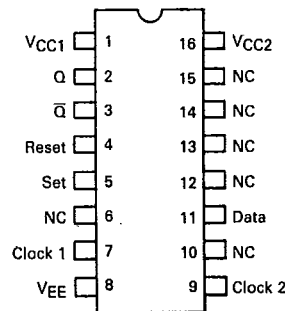 VCC1 1 16 VCC2
Q 2 15 NC
Q̅ 3 14 NC
Reset 4 13 NC
Set 5 12 NC
NC 6 11 Data
Clock 1 7 10 NC
VEE 8 9 Clock 2